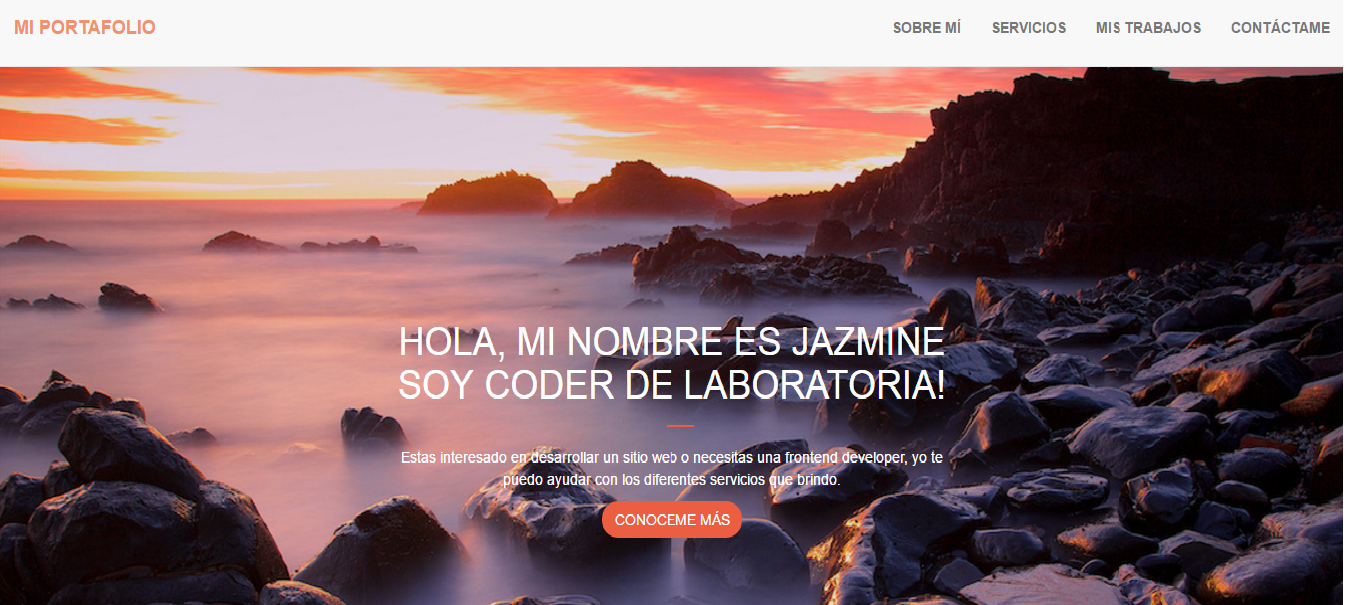 MI PORTAFOLIO
SOBRE MÍ SERVICIOS MIS TRABAJOS CONTÁCTAME
HOLA, MI NOMBRE ES JAZMINE
SOY CODER DE LABORATORIA!
Estas interesado en desarrollar un sitio web o necesitas una frontend developer, yo te
puedo ayudar con los diferentes servicios que brindo.
CONOCEME MÁS